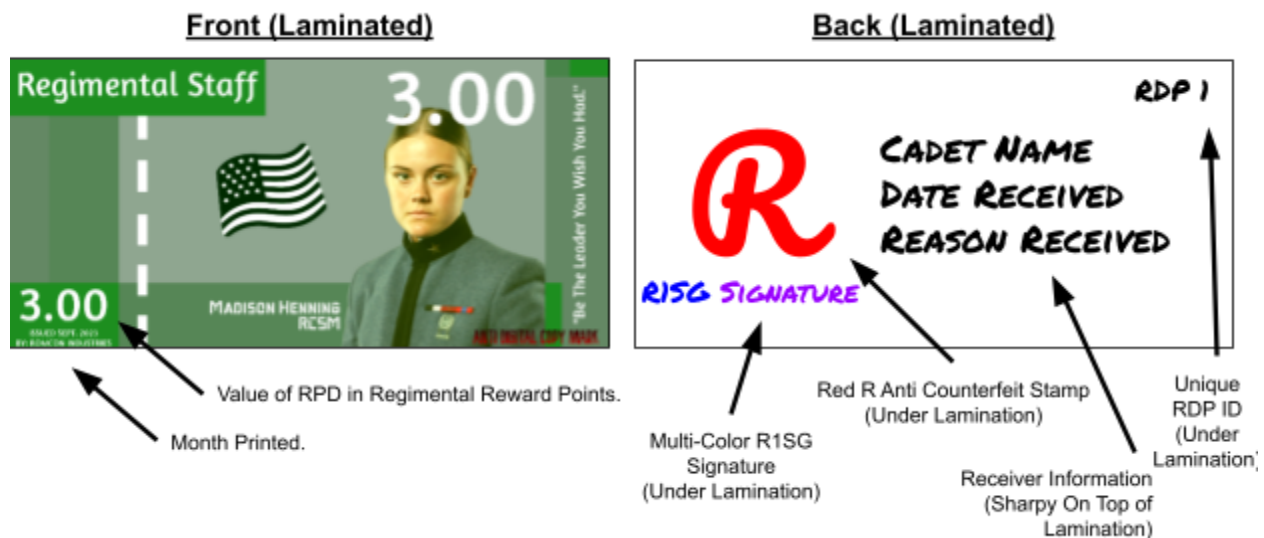 Front (Laminated)
Regimental Staff
3.00
"Be The Leader You Wish You Had."
MADISON HENNING
RCSM
3.00
ISSUED SEPT. 2023
BY: ROMCON INDUSTRIES
ANTI DIGITAL COPY MARK
Value of RPD in Regimental Reward Points.
Month Printed.
Back (Laminated)
RDP 1
R
CADET NAME
DATE RECEIVED
REASON RECEIVED
R1SG SIGNATURE
Multi-Color R1SG
Signature
(Under Lamination)
Red R Anti Counterfeit Stamp
(Under Lamination)
Receiver Information
(Sharpy On Top of
Lamination)
Unique
RDP ID
(Under
Lamination)